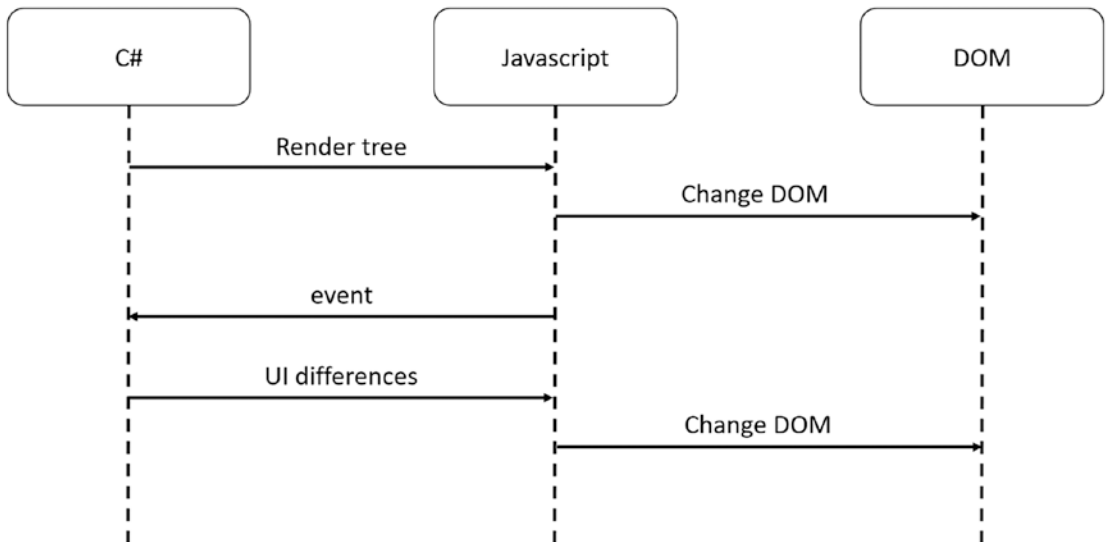 C#
Javascript
DOM
Render tree
Change DOM
event
UI differences
Change DOM